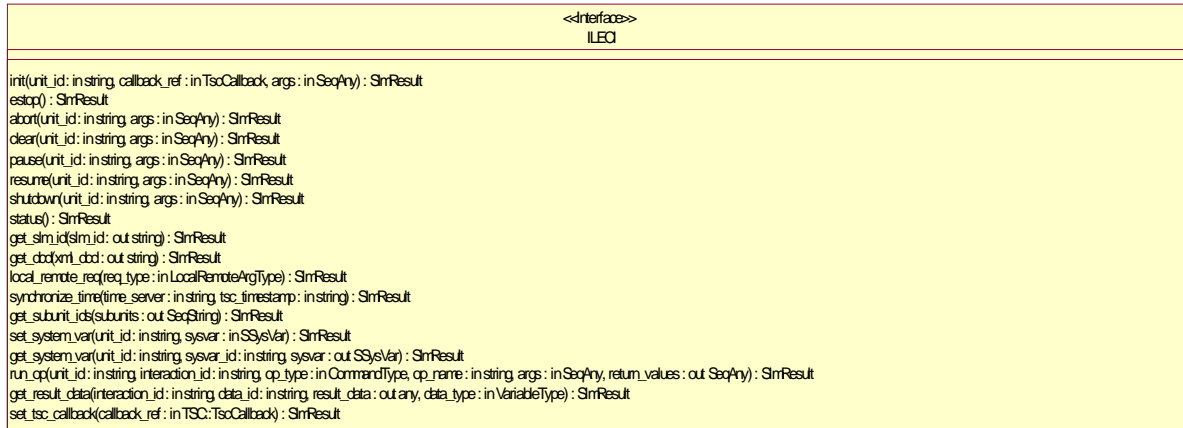 <<Interface>>
ILECI
init(unit_id : in string, callback_ref : in TscCallback, args : in SeqAny) : SlmResult
estop() : SlmResult
abort(unit_id : in string, args : in SeqAny) : SlmResult
clear(unit_id : in string, args : in SeqAny) : SlmResult
pause(unit_id : in string, args : in SeqAny) : SlmResult
resume(unit_id : in string, args : in SeqAny) : SlmResult
shutdown(unit_id : in string, args : in SeqAny) : SlmResult
status() : SlmResult
get_slm_id(slm_id : out string) : SlmResult
get_dcd(xml_dcd : out string) : SlmResult
local_remote_req(req_type : in LocalRemoteArgType) : SlmResult
synchronize_time(time_server : in string, tsc_timestamp : in string) : SlmResult
get_subunit_ids(subunits : out SeqString) : SlmResult
set_system_var(unit_id : in string, sysvar : in SSysVar) : SlmResult
get_system_var(unit_id : in string, sysvar_id : in string, sysvar : out SSysVar) : SlmResult
run_op(unit_id : in string, interaction_id : in string, op_type : in CommandType, op_name : in string, args : in SeqAny, return_values : out SeqAny) : SlmResult
get_result_data(interaction_id : in string, data_id : in string, result_data : out any, data_type : in VariableType) : SlmResult
set_tsc_callback(callback_ref : in TSC::TscCallback) : SlmResult